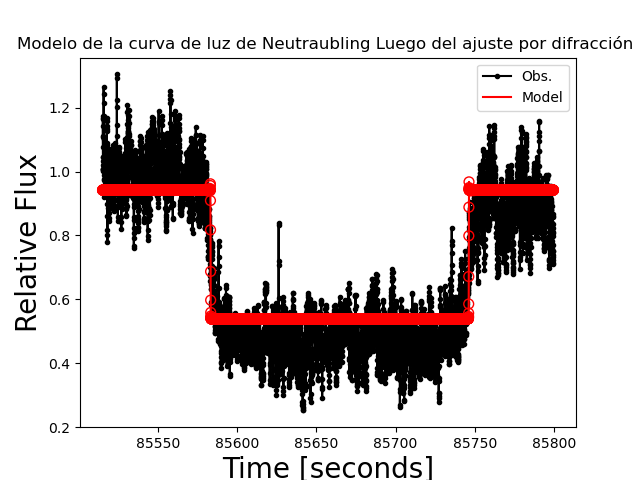 Modelo de la curva de luz de Neutraubling Luego del ajuste por difracción
Obs.
Model
1.2
1.0
0.8
0.6
0.4
0.2
Relative Flux
85550 85600 85650 85700 85750 85800
Time [seconds]